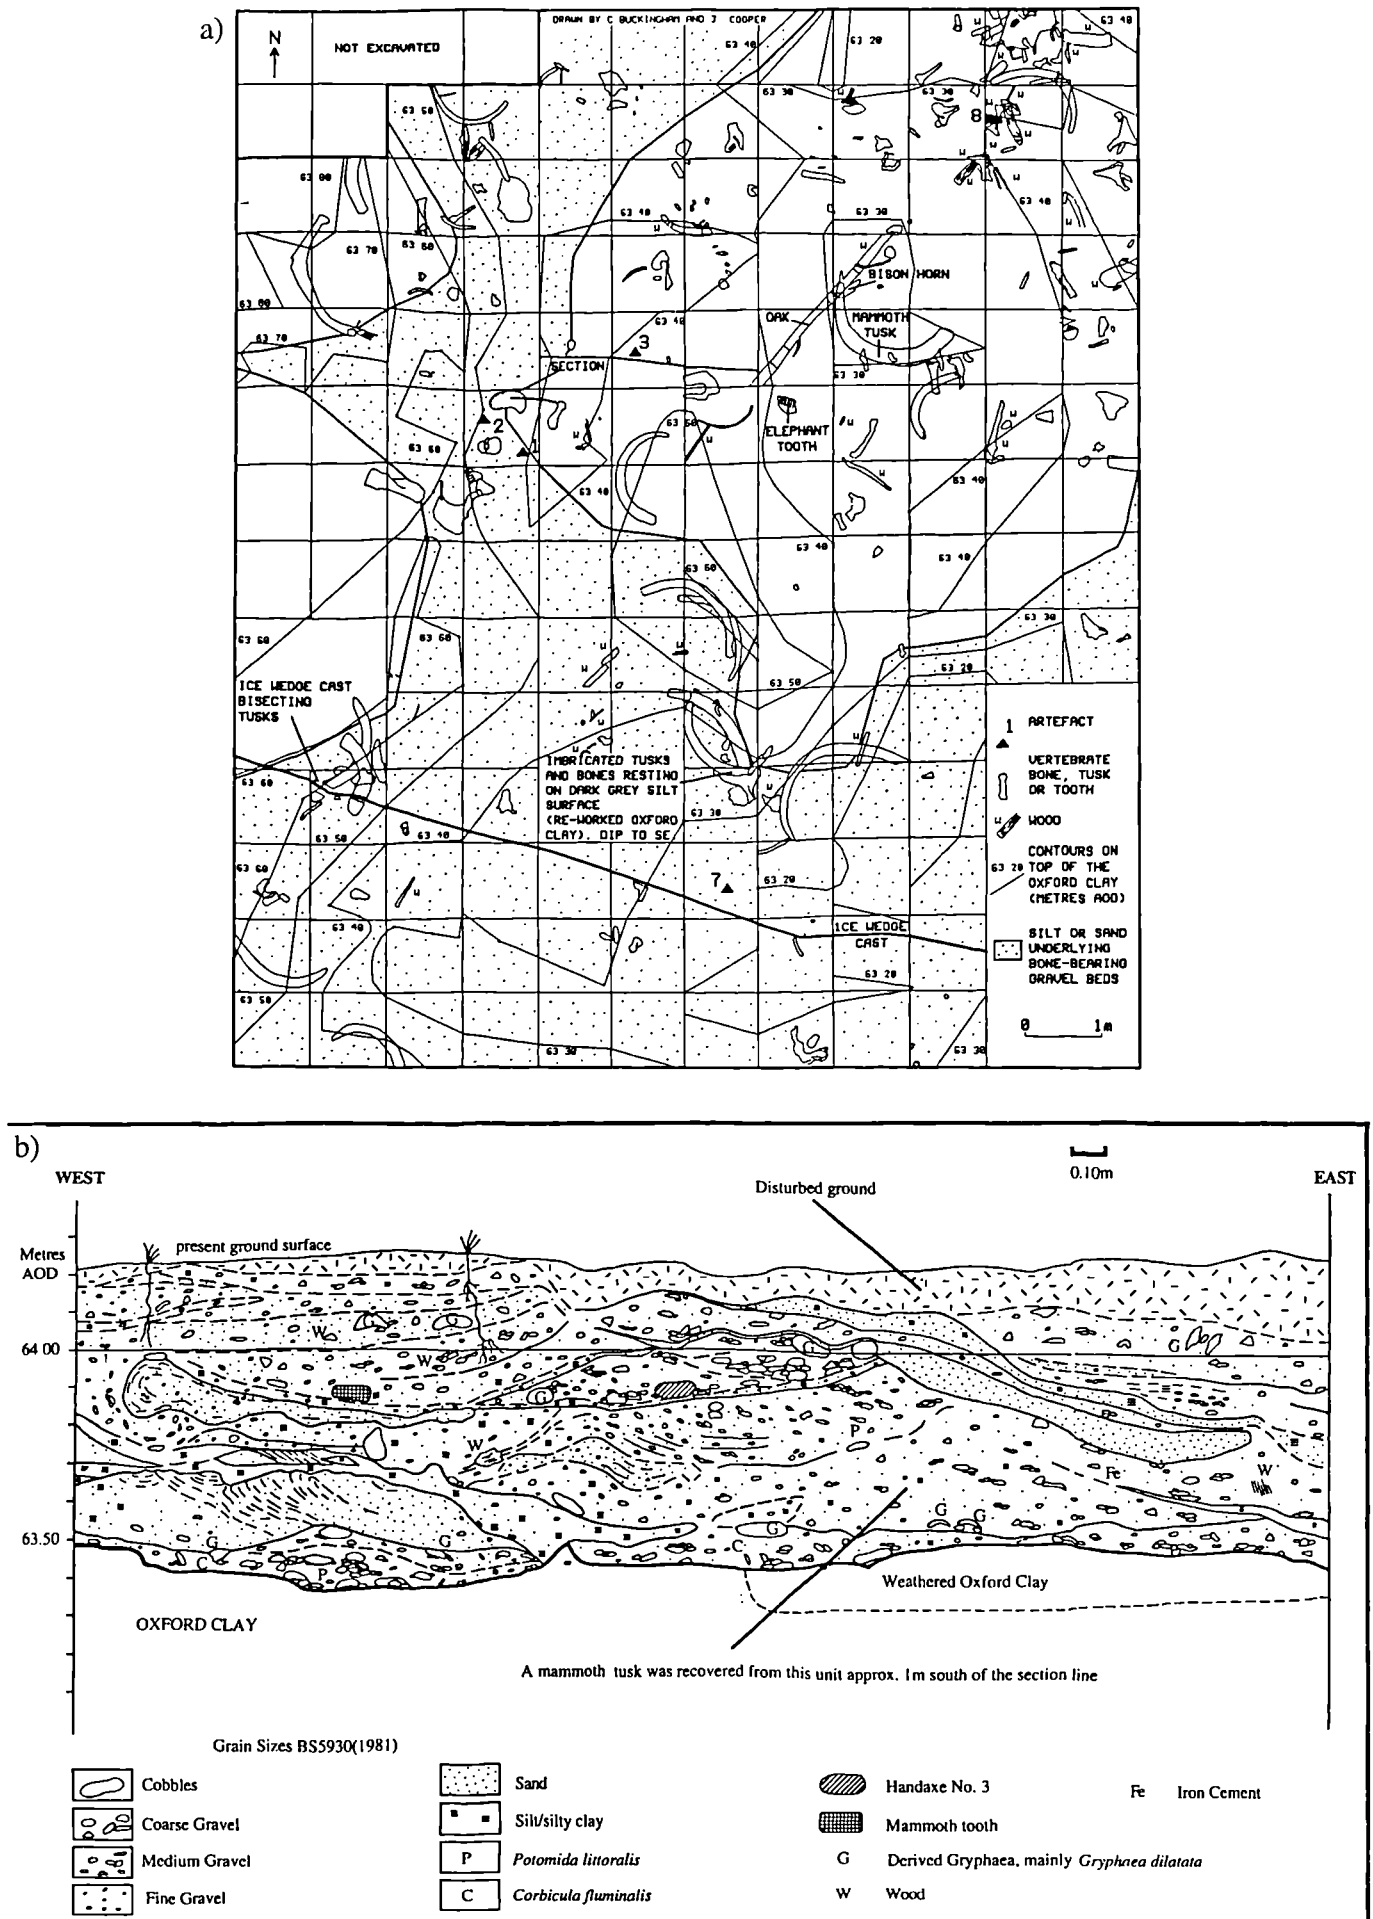 a)
DRAWN BY C BUCKINGHAM AND J COOPER
N
NOT EXCAVATED
63 40
63 20
63 40
63 30
63 30
63 60
8
63 80
63 40
63 30
63 40
63 70
63 60
BISON HORN
63 80
OAK
MAMMOTH
TUSK
63 40
63 70
3
SECTION
63 30
2
63 60
ELEPHANT
TOOTH
63 60
1
63 40
63 40
63 40
63 40
63 60
63 30
63 60
63 60
63 20
63 50
ICE WEDGE CAST
BISECTING
TUSKS
1 ARTEFACT
IMBRICATED TUSKS
AND BONES RESTING
ON DARK GREY SILT
SURFACE
(RE-WORKED OXFORD
CLAY). DIP TO SE
VERTEBRATE
BONE, TUSK
OR TOOTH
63 60
63 30
W WOOD
63 50
63 40
63 60
CONTOURS ON
63 20 TOP OF THE
OXFORD CLAY
(METRES AOD)
7
63 20
63 40
ICE WEDGE
CAST
SILT OR SAND
UNDERLYING
BONE-BEARING
GRAVEL BEDS
63 20
63 50
0 1m
63 30
63 30
b)
0.10m
WEST
EAST
Disturbed ground
present ground surface
Metres
AOD
W
G
64 00
W
G
G
G
P
W
Fe
W
G
G
63.50
G
G
G
C
C
P
Weathered Oxford Clay
OXFORD CLAY
A mammoth tusk was recovered from this unit approx. 1m south of the section line
Grain Sizes BS5930(1981)
Cobbles
Sand
Handaxe No. 3
Fe Iron Cement
Coarse Gravel
Silt/silty clay
Mammoth tooth
Medium Gravel
P Potomida littoralis
G Derived Gryphaea, mainly Gryphaea dilatata
Fine Gravel
C Corbicula fluminalis
W Wood